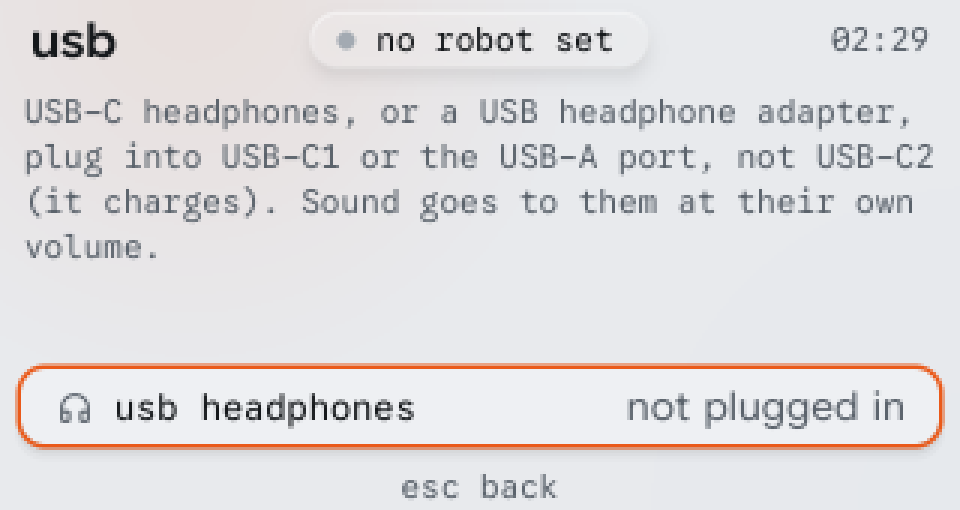 usb
no robot set
02:29
USB-C headphones, or a USB headphone adapter,
plug into USB-C1 or the USB-A port, not USB-C2
(it charges). Sound goes to them at their own
volume.
usb headphones
not plugged in
esc back